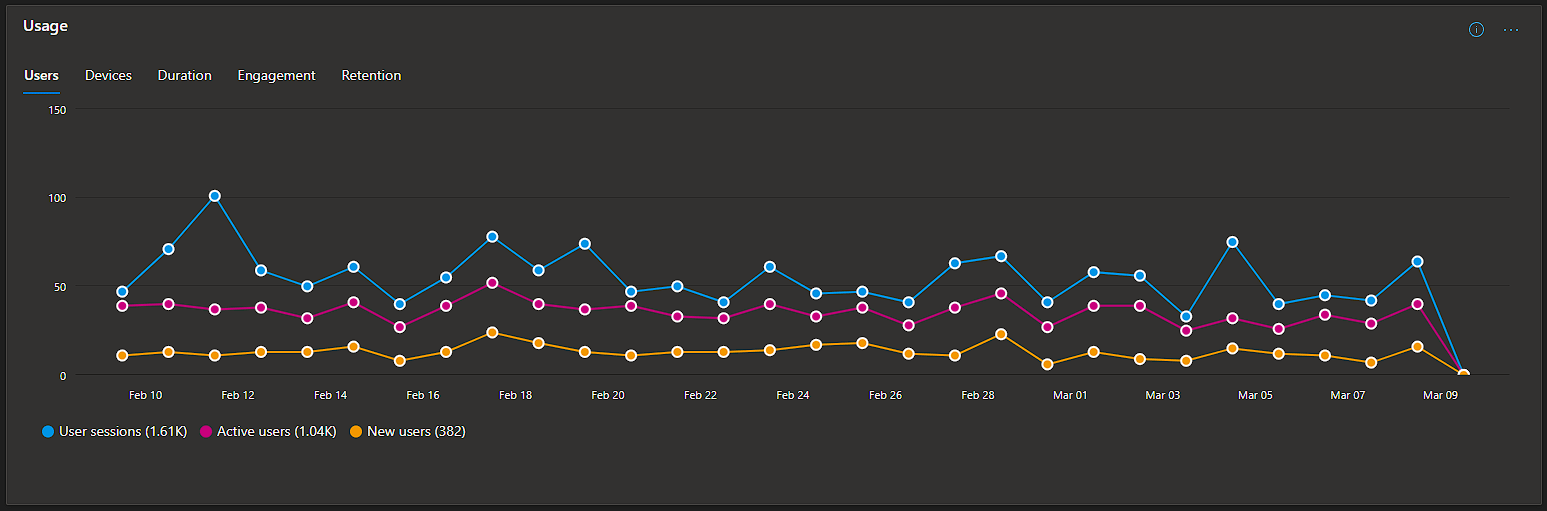 Usage
Users Devices Duration Engagement Retention
150
100
50
0
Feb 10 Feb 12 Feb 14 Feb 16 Feb 18 Feb 20 Feb 22 Feb 24 Feb 26 Feb 28 Mar 01 Mar 03 Mar 05 Mar 07 Mar 09
User sessions (1.61K) Active users (1.04K) New users (382)